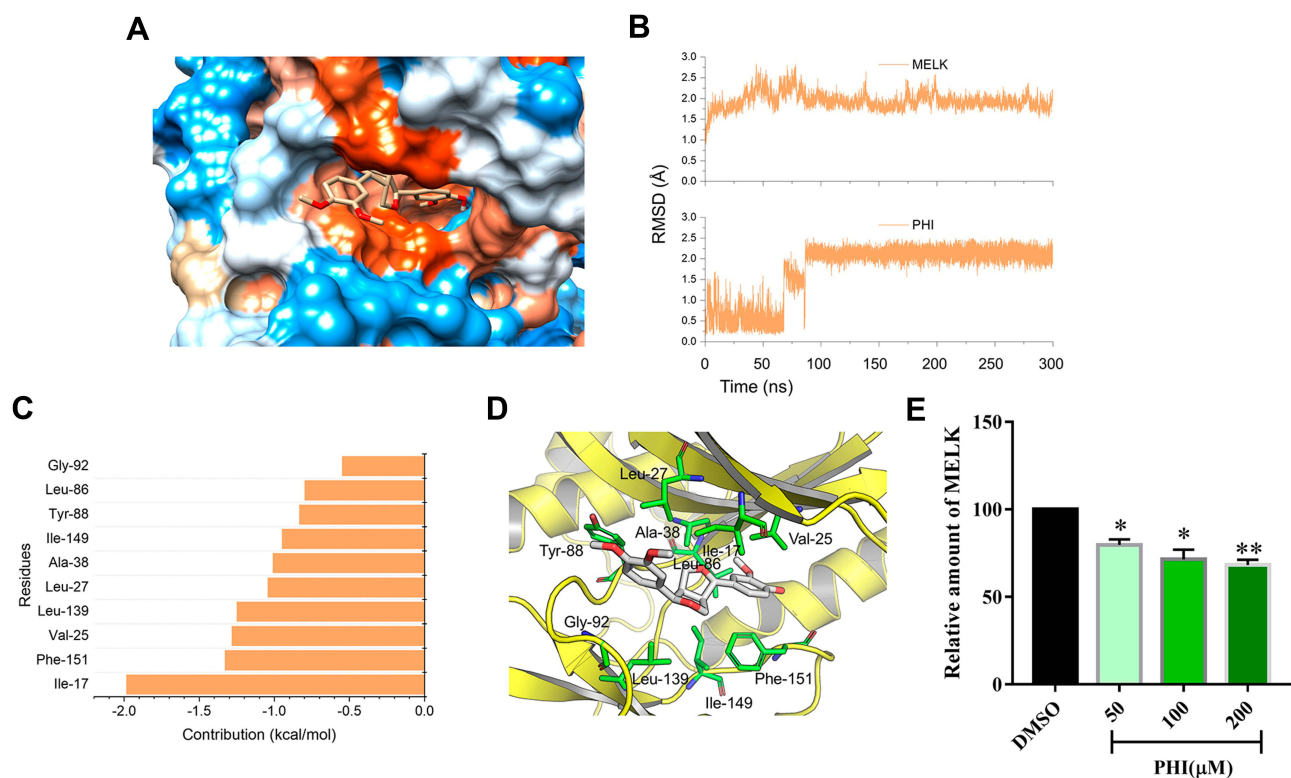 A
B
3.0
2.5
2.0
1.5
1.0
0.5
0.0
MELK
RMSD (Å)
3.0
2.5
2.0
1.5
1.0
0.5
0.0
PHI
0 50 100 150 200 250 300
Time (ns)
C
Residues
Gly-92
Leu-86
Tyr-88
Ile-149
Ala-38
Leu-27
Leu-139
Val-25
Phe-151
Ile-17
-2.0 -1.5 -1.0 -0.5 0.0
Contribution (kcal/mol)
D
Leu-27
Ala-38
Val-25
Tyr-88
Ile-17
Leu-86
Gly-92
Leu-139
Phe-151
Ile-149
E
Relative amount of MELK
150
100
50
0
* * **
DMSO 50 100 200
PHI(μM)